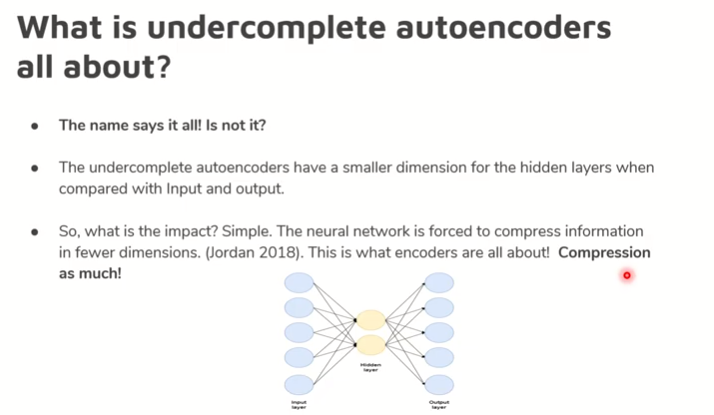 What is undercomplete autoencoders
all about?
● The name says it all! Is not it?
● The undercomplete autoencoders have a smaller dimension for the hidden layers when
compared with Input and output.
● So, what is the impact? Simple. The neural network is forced to compress information
in fewer dimensions. (Jordan 2018). This is what encoders are all about! Compression
as much!
Hidden
layer
Input
layer
Output
layer